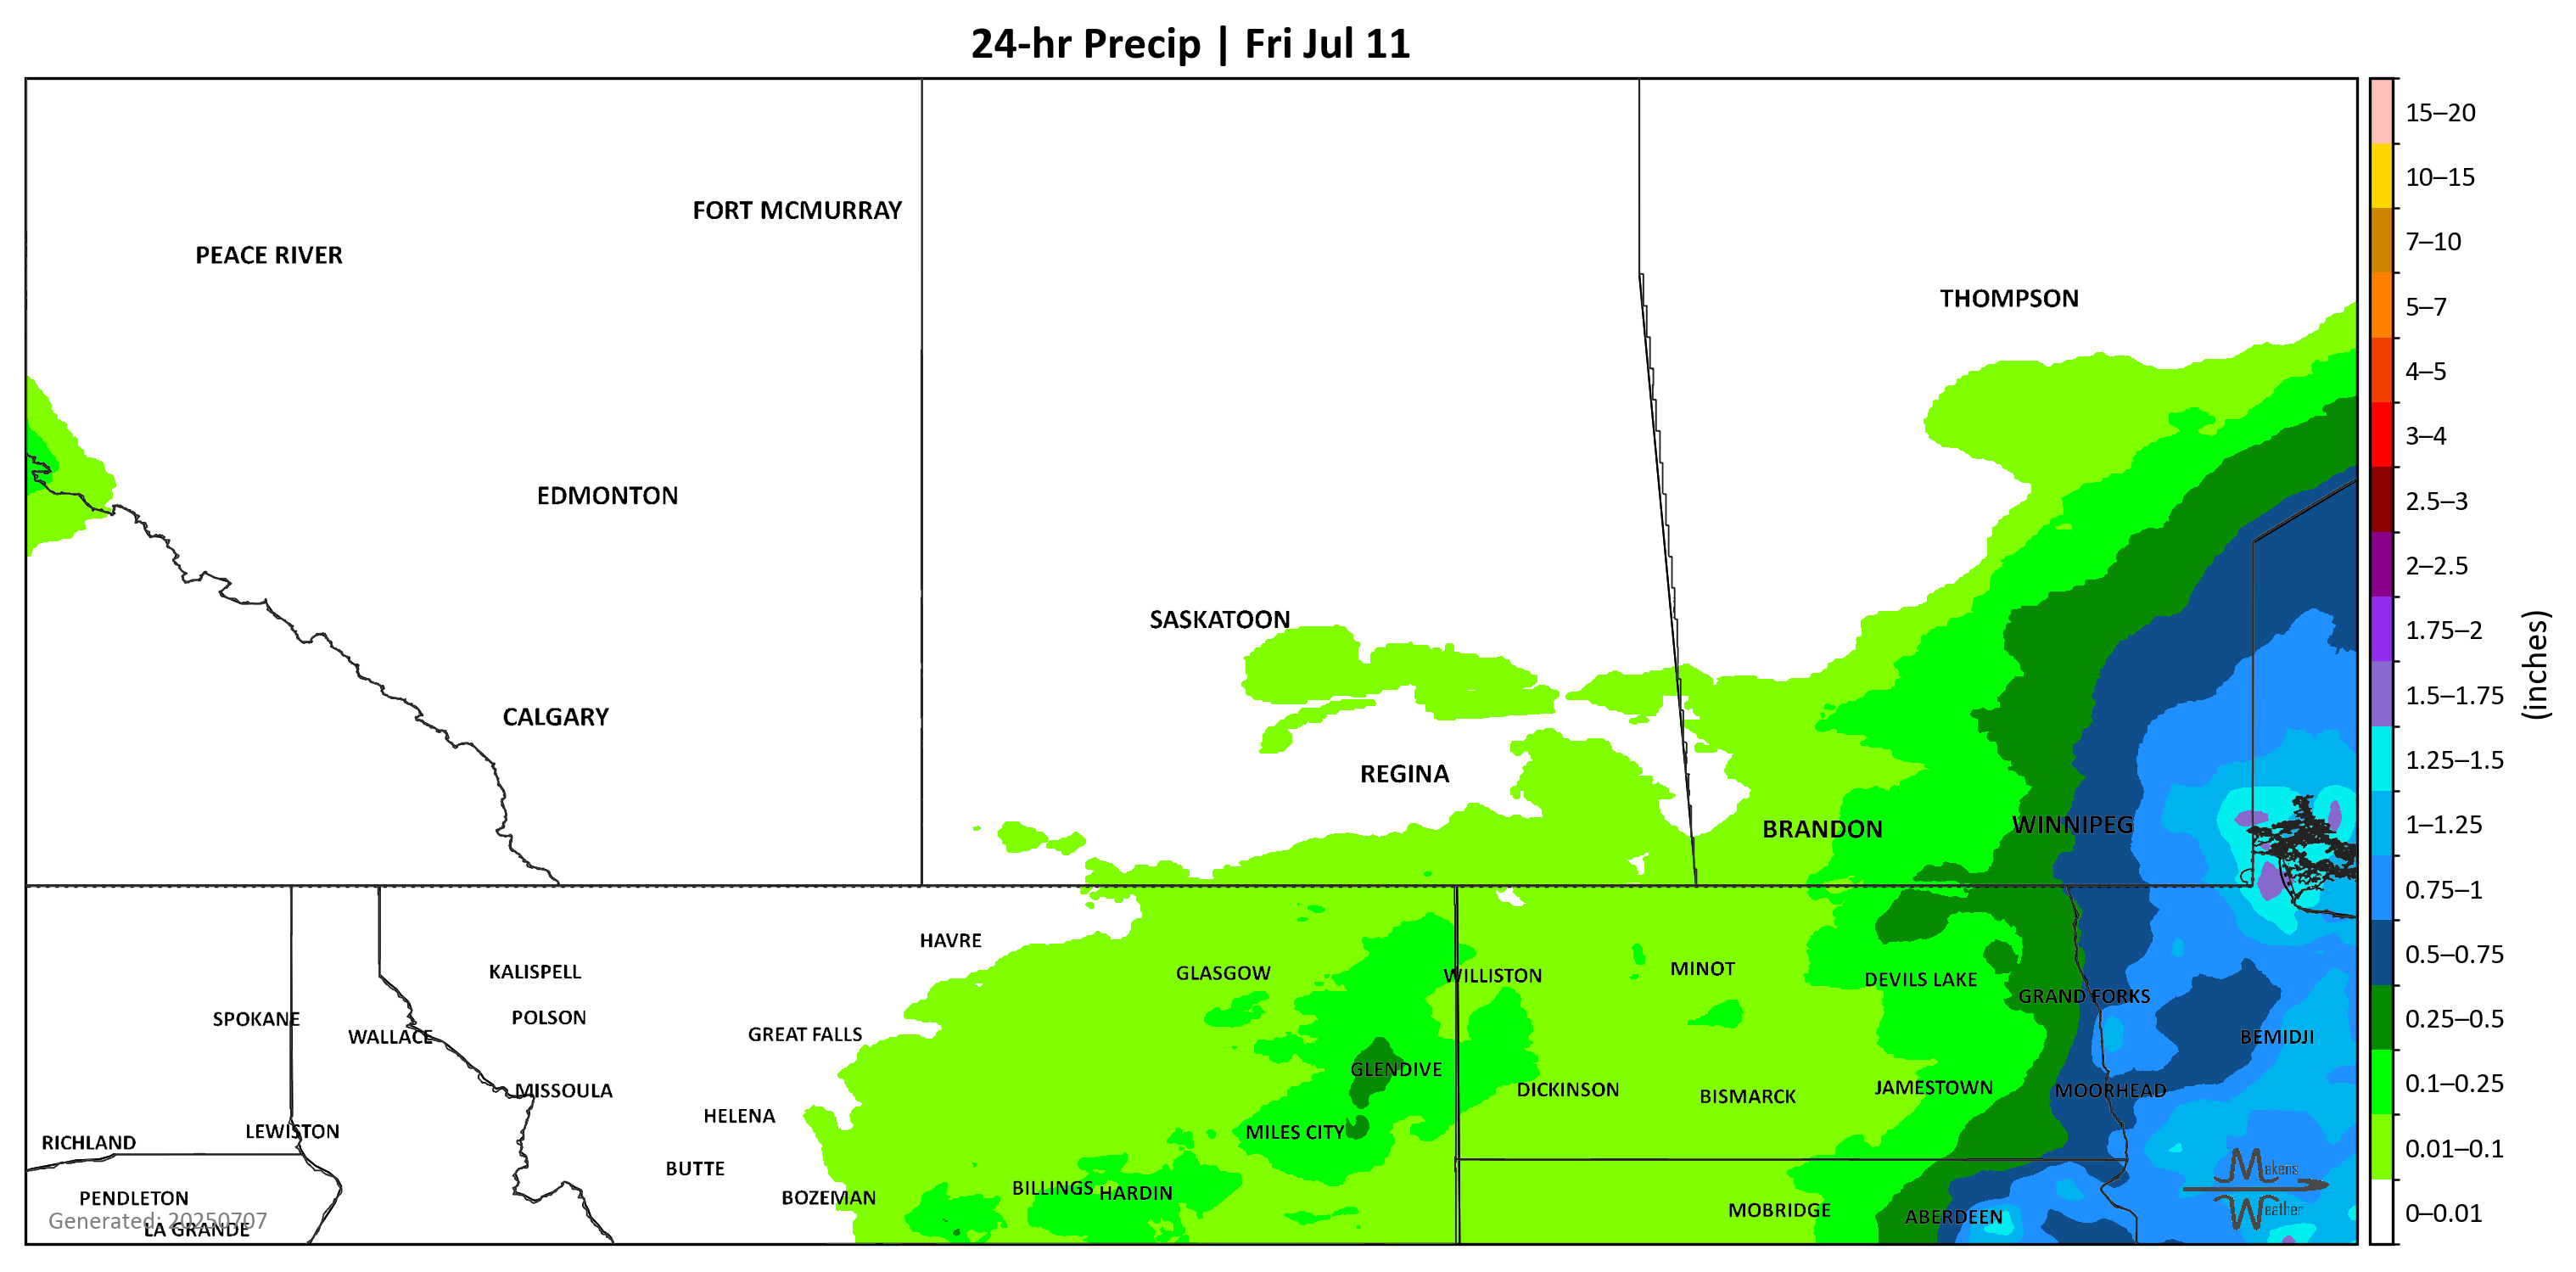 24-hr Precip | Fri Jul 11
15–20
10–15
7–10
5–7
4–5
3–4
2.5–3
2–2.5
1.75–2
1.5–1.75
1.25–1.5
1–1.25
0.75–1
0.5–0.75
0.25–0.5
0.1–0.25
0.01–0.1
0–0.01
(inches)
FORT MCMURRAY
PEACE RIVER
THOMPSON
EDMONTON
SASKATOON
CALGARY
REGINA
BRANDON
WINNIPEG
HAVRE
KALISPELL
GLASGOW
WILLISTON
MINOT
DEVILS LAKE
GRAND FORKS
SPOKANE
POLSON
WALLACE
GREAT FALLS
BEMIDJI
GLENDIVE
MISSOULA
DICKINSON
BISMARCK
JAMESTOWN
MOORHEAD
HELENA
RICHLAND
LEWISTON
MILES CITY
BUTTE
BILLINGS
HARDIN
PENDLETON
BOZEMAN
MOBRIDGE
ABERDEEN
Generated: 20250707
LA GRANDE
Makens
Weather